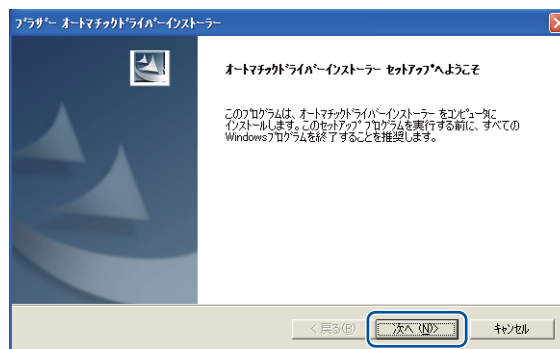 ブラザー オートマチックドライバーインストーラー
オートマチックドライバーインストーラー セットアップへようこそ
このプログラムは、オートマチックドライバーインストーラー をコンピュータに
インストールします。このセットアップ プログラムを実行する前に、すべての
Windowsプログラムを終了することを推奨します。
< 戻る(B)
次へ (N)>
キャンセル